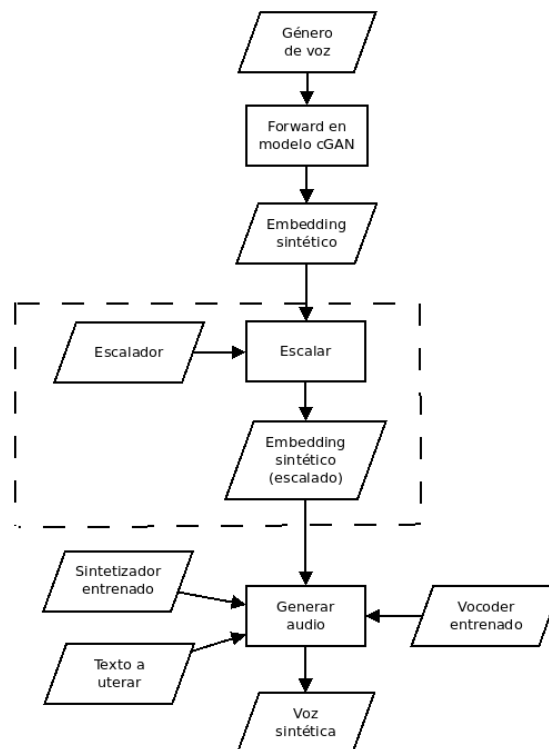 Género
de voz
Forward en
modelo cGAN
Embedding
sintético
Escalador
Escalar
Embedding
sintético
(escalado)
Sintetizador
entrenado
Generar
audio
Vocoder
entrenado
Texto a
uterar
Voz
sintética